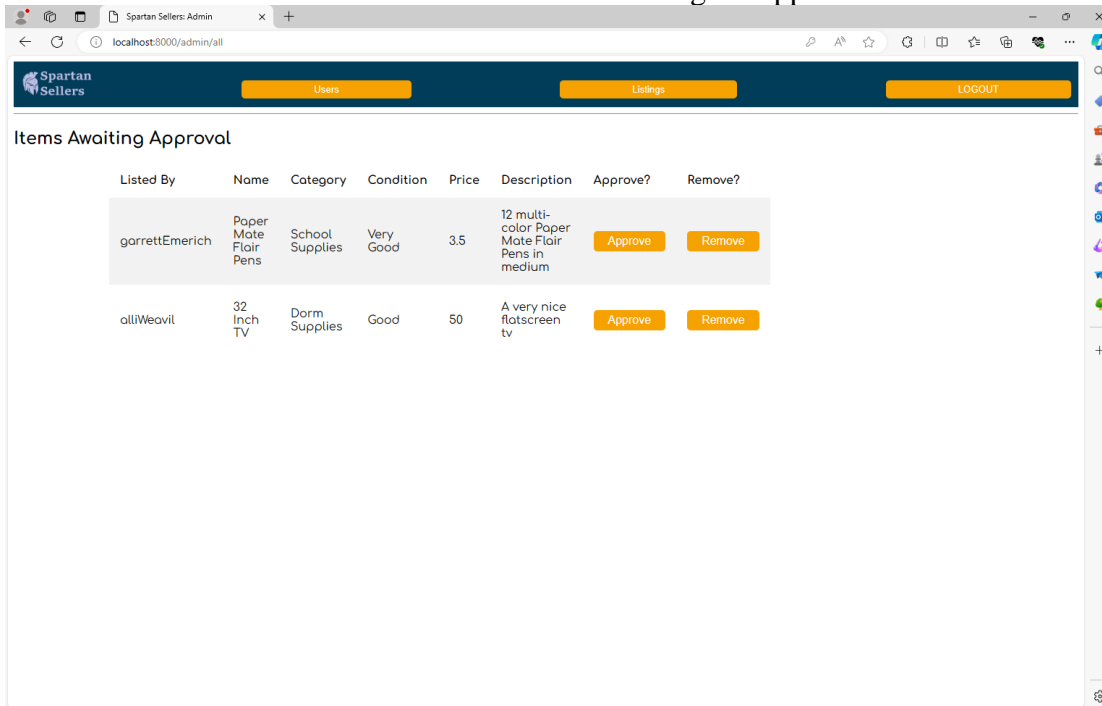 Spartan Sellers: Admin
localhost:8000/admin/all
Spartan
Sellers
Users
Listings
LOGOUT
Items Awaiting Approval
Listed By Name Category Condition Price Description Approve? Remove?
garrettEmerich Paper Mate Flair Pens School Supplies Very Good 3.5 12 multi-color Paper Mate Flair Pens in medium Approve Remove
alliWeavil 32 Inch TV Dorm Supplies Good 50 A very nice flatscreen tv Approve Remove